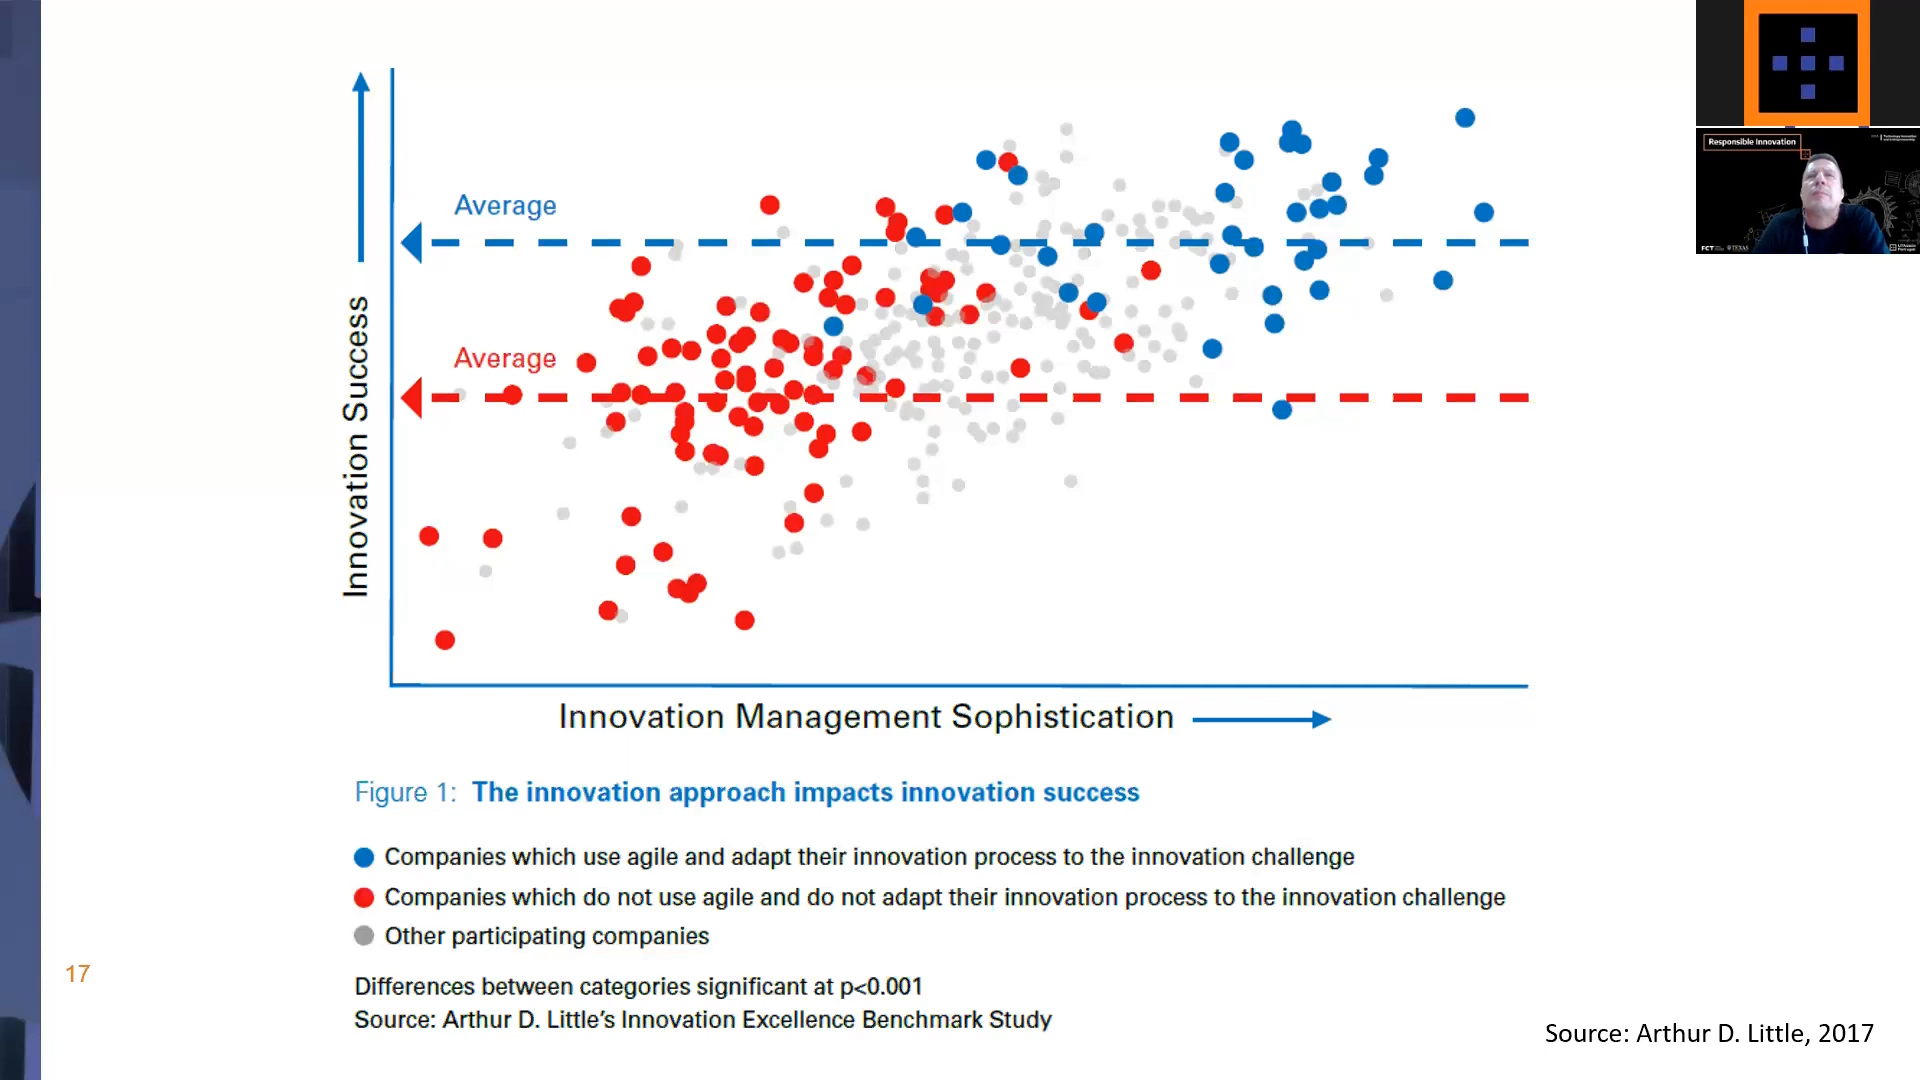 Average
Average
Innovation Success
Innovation Management Sophistication
Figure 1: The innovation approach impacts innovation success
Companies which use agile and adapt their innovation process to the innovation challenge
Companies which do not use agile and do not adapt their innovation process to the innovation challenge
Other participating companies
Differences between categories significant at p<0.001
Source: Arthur D. Little's Innovation Excellence Benchmark Study
17
Source: Arthur D. Little, 2017
Responsible Innovation
FCT
TEXAS